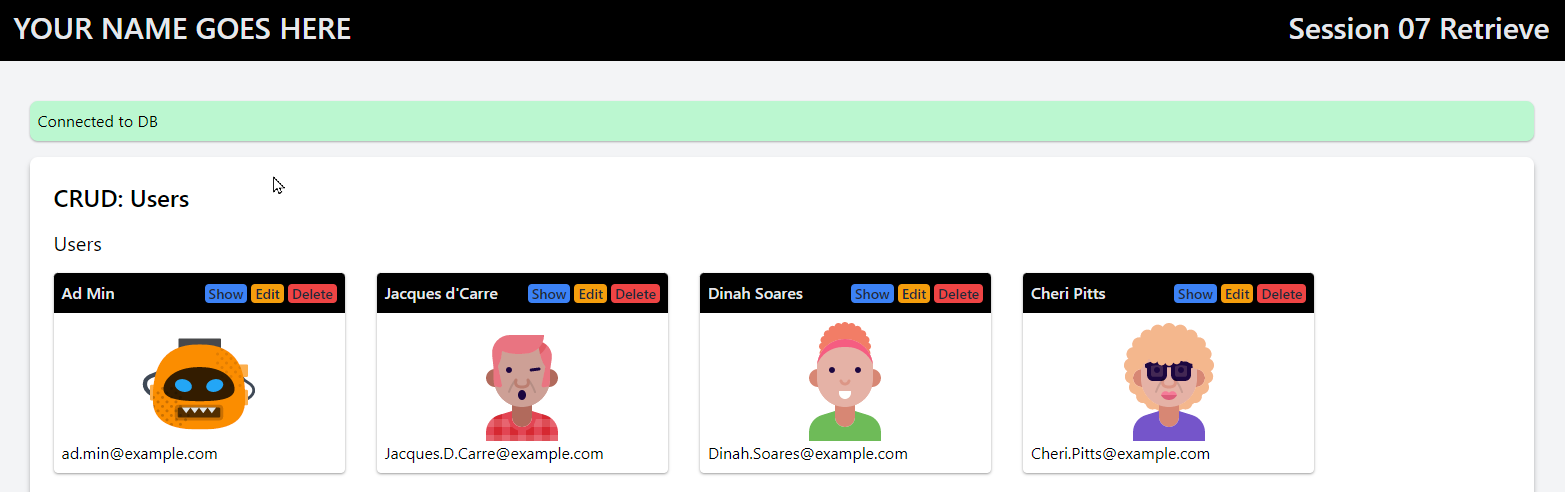 YOUR NAME GOES HERE Session 07 Retrieve
Connected to DB
CRUD: Users
Users
Ad Min Show Edit Delete
ad.min@example.com
Jacques d'Carre Show Edit Delete
Jacques.D.Carre@example.com
Dinah Soares Show Edit Delete
Dinah.Soares@example.com
Cheri Pitts Show Edit Delete
Cheri.Pitts@example.com